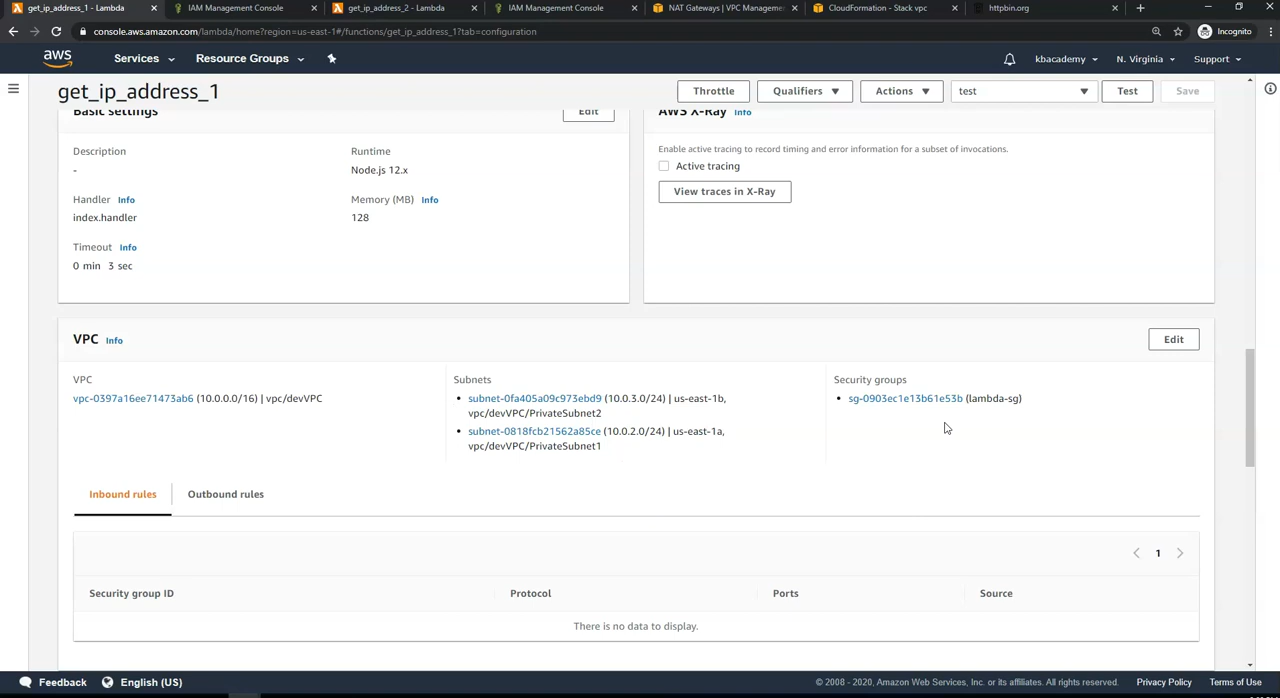 get_ip_address_1 - Lambda
IAM Management Console
get_ip_address_2 - Lambda
IAM Management Console
NAT Gateways | VPC Managemen
CloudFormation - Stack vpc
httpbin.org
console.aws.amazon.com/lambda/home?region=us-east-1#/functions/get_ip_address_1?tab=configuration
Incognito
aws
Services
Resource Groups
kbacademy
N. Virginia
Support
get_ip_address_1
Throttle
Qualifiers
Actions
test
Test
Save
Basic settings
Edit
AWS X-Ray Info
Description
-
Runtime
Node.js 12.x
Handler Info
index.handler
Memory (MB) Info
128
Timeout Info
0 min 3 sec
Enable active tracing to record timing and error information for a subset of invocations.
Active tracing
View traces in X-Ray
VPC Info
Edit
VPC
vpc-0397a16ee71473ab6 (10.0.0.0/16) | vpc/devVPC
Subnets
• subnet-0fa405a09c973ebd9 (10.0.3.0/24) | us-east-1b,
vpc/devVPC/PrivateSubnet2
• subnet-0818fcb21562a85ce (10.0.2.0/24) | us-east-1a,
vpc/devVPC/PrivateSubnet1
Security groups
• sg-0903ec1e13b61e53b (lambda-sg)
Inbound rules
Outbound rules
1
Security group ID
Protocol
Ports
Source
There is no data to display.
Feedback
English (US)
© 2008 - 2020, Amazon Web Services, Inc. or its affiliates. All rights reserved.
Privacy Policy
Terms of Use